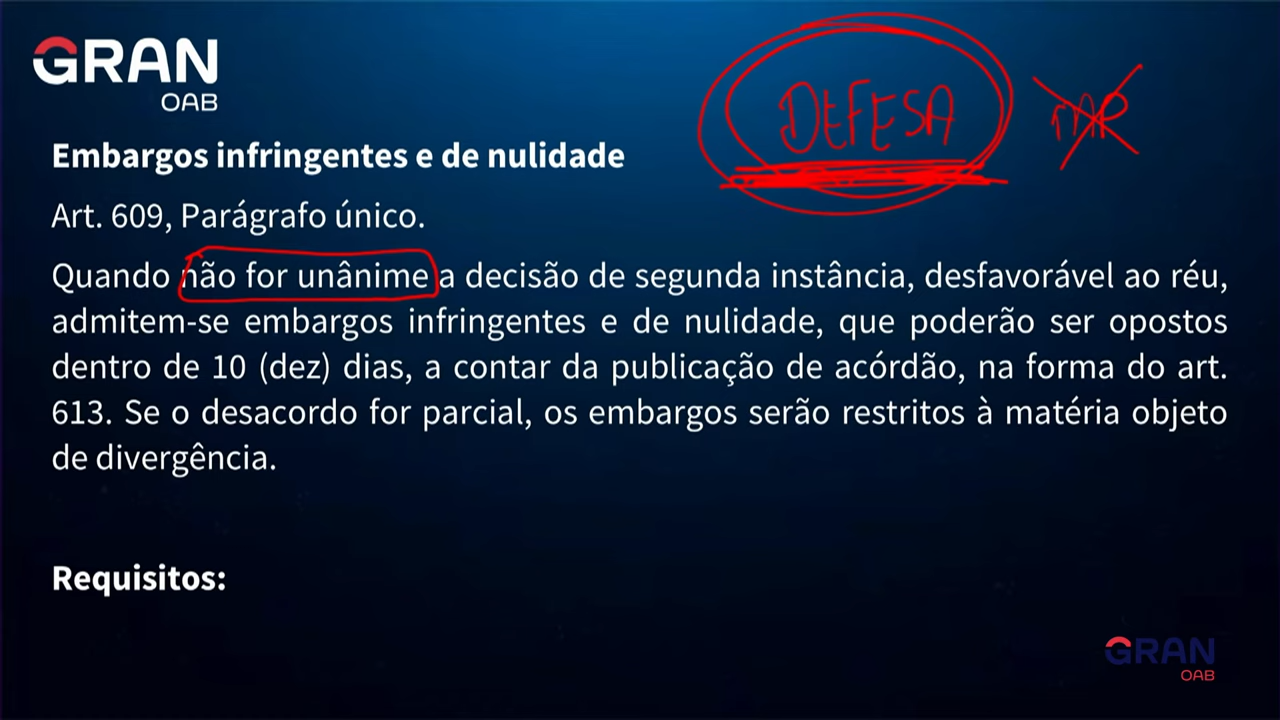 GRAN
OAB
DEFESA
Embargos infringentes e de nulidade
Art. 609, Parágrafo único.
Quando não for unânime a decisão de segunda instância, desfavorável ao réu,
admitem-se embargos infringentes e de nulidade, que poderão ser opostos
dentro de 10 (dez) dias, a contar da publicação de acórdão, na forma do art.
613. Se o desacordo for parcial, os embargos serão restritos à matéria objeto
de divergência.
Requisitos:
GRAN
OAB